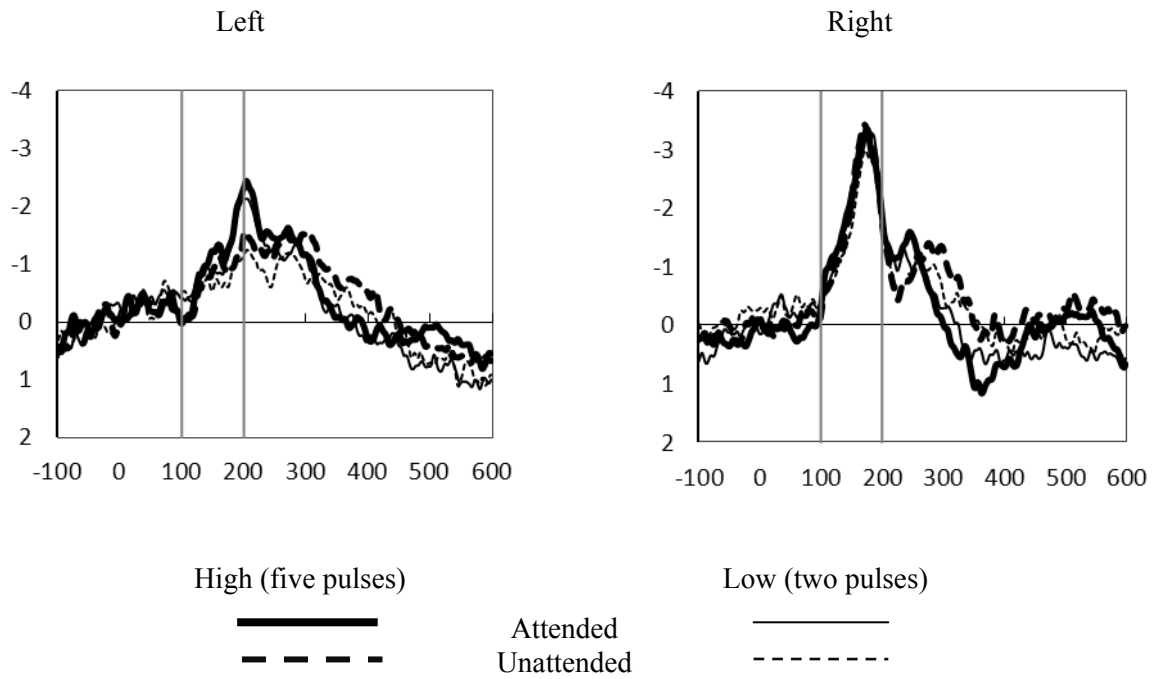 Left Right
-4 -4
-3 -3
-2 -2
-1 -1
0 0
1 1
2 2
-100 0 100 200 300 400 500 600 -100 0 100 200 300 400 500 600
High (five pulses) Low (two pulses)
Attended
Unattended